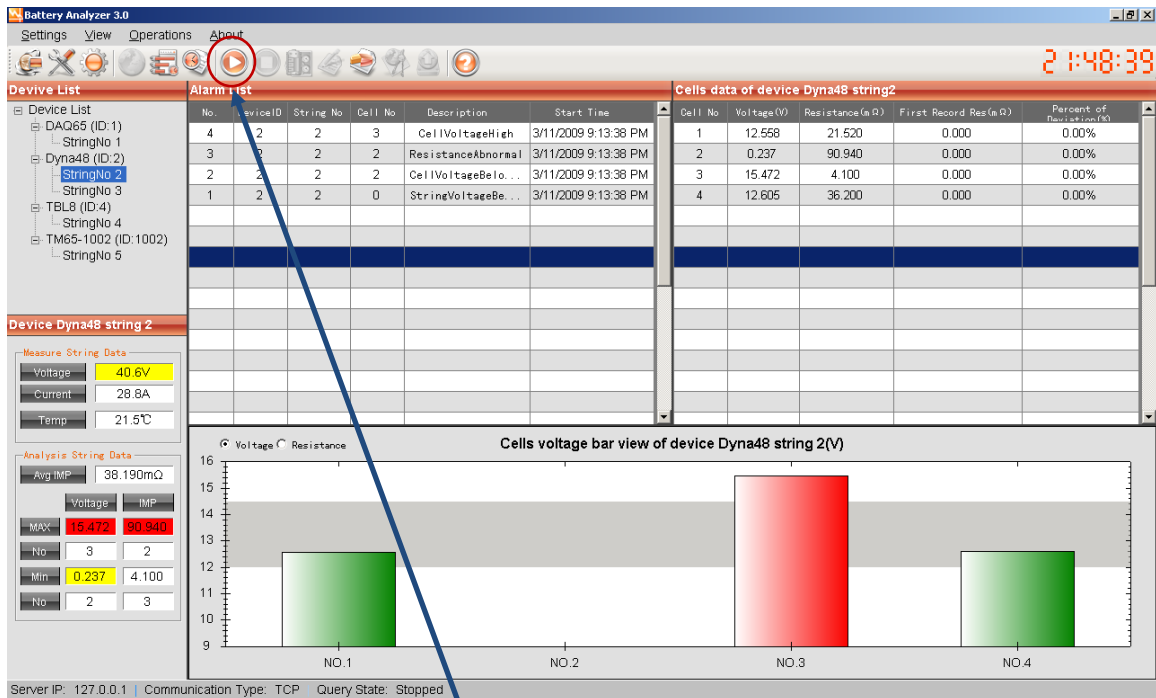 Battery Analyzer 3.0
Settings View Operations About
21:48:39
Devive List
Device List
DAQ65 (ID:1)
StringNo 1
Dyna48 (ID:2)
StringNo 2
StringNo 3
TBL8 (ID:4)
StringNo 4
TM65-1002 (ID:1002)
StringNo 5
Alarm List
No. DeviceID String No Cell No Description Start Time
4 2 2 3 CellVoltageHigh 3/11/2009 9:13:38 PM
3 2 2 2 ResistanceAbnormal 3/11/2009 9:13:38 PM
2 2 2 2 CellVoltageBelo... 3/11/2009 9:13:38 PM
1 2 2 0 StringVoltageBe... 3/11/2009 9:13:38 PM
Cells data of device Dyna48 string2
Cell No Voltage(V) Resistance(mΩ) First Record Res(mΩ) Percent of Deviation(%)
1 12.558 21.520 0.000 0.00%
2 0.237 90.940 0.000 0.00%
3 15.472 4.100 0.000 0.00%
4 12.605 36.200 0.000 0.00%
Device Dyna48 string 2
Measure String Data
Voltage 40.6V
Current 28.8A
Temp 21.5℃
Analysis String Data
Avg IMP 38.190mΩ
Voltage IMP
MAX 15.472 90.940
No 3 2
Min 0.237 4.100
No 2 3
Voltage Resistance
Cells voltage bar view of device Dyna48 string 2(V)
16
15
14
13
12
11
10
9
NO.1 NO.2 NO.3 NO.4
Server IP: 127.0.0.1 | Communication Type: TCP Query State: Stopped